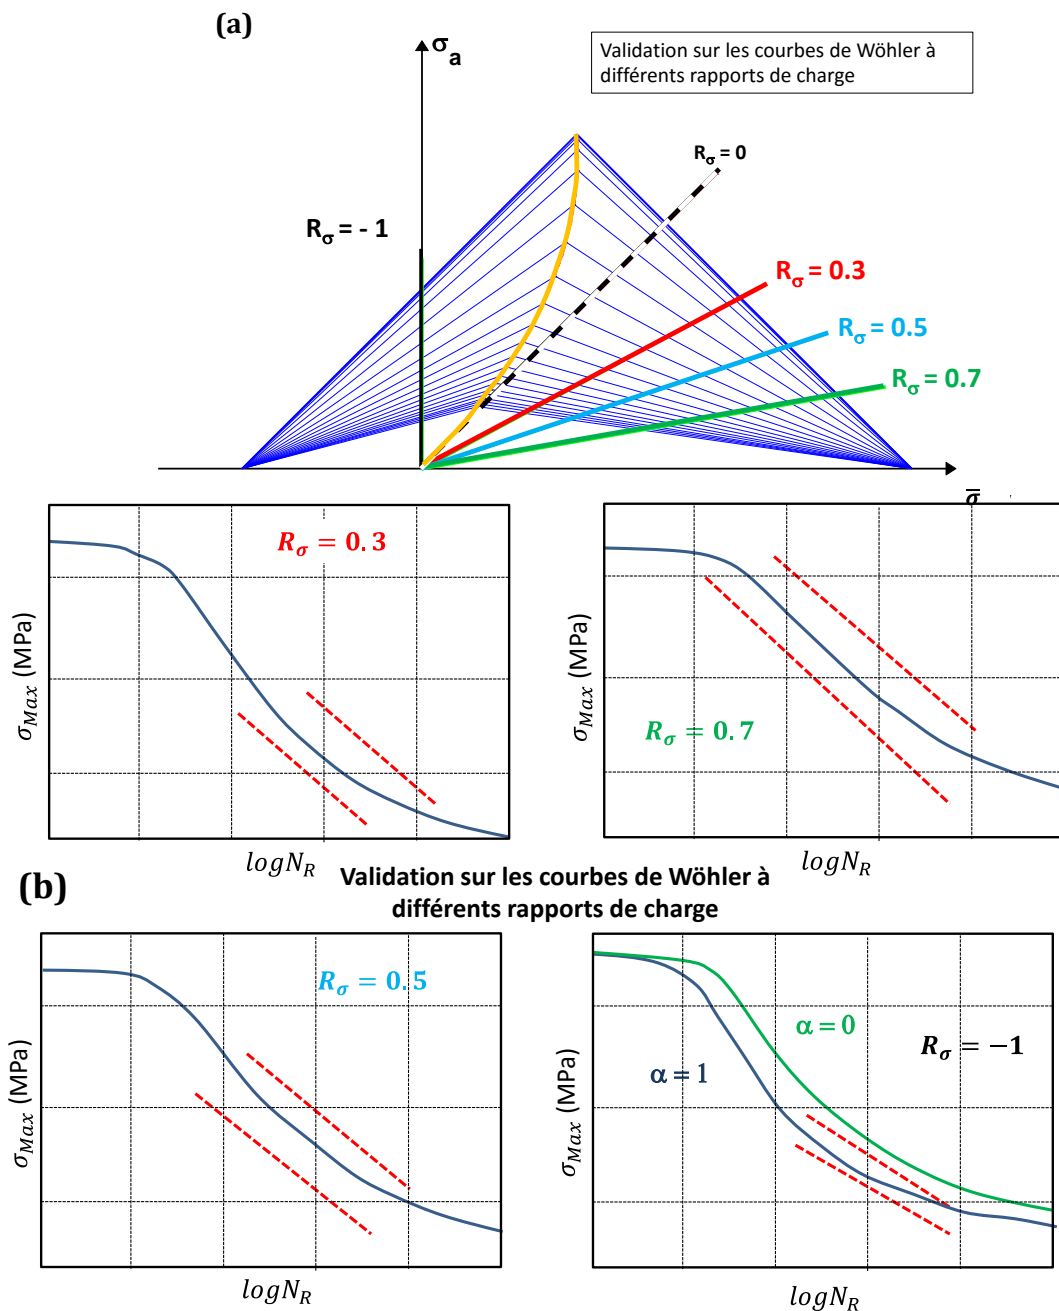 (a)
σa
Validation sur les courbes de Wöhler à
différents rapports de charge
Rσ = 0
Rσ = - 1
Rσ = 0.3
Rσ = 0.5
Rσ = 0.7
σ̅
Rσ = 0.3
σMax (MPa)
logNR
Rσ = 0.7
σMax (MPa)
logNR
(b)
Validation sur les courbes de Wöhler à
différents rapports de charge
Rσ = 0.5
σMax (MPa)
logNR
α = 0
Rσ = −1
α = 1
σMax (MPa)
logNR